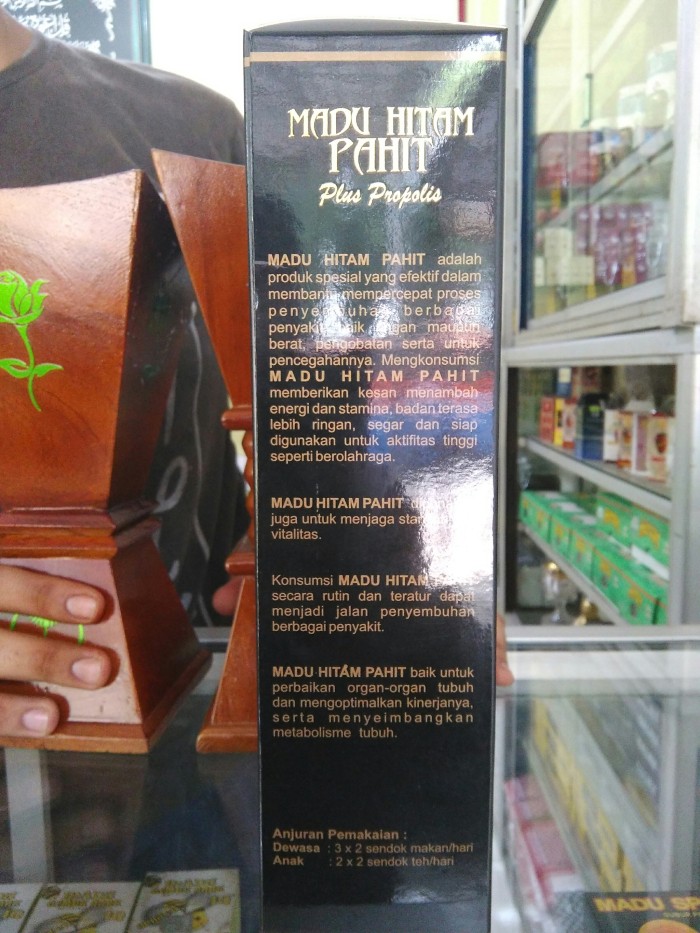 MADU HITAM
PAHIT
Plus Propolis
MADU HITAM PAHIT adalah
produk spesial yang efektif dalam
membantu mempercepat proses
penyembuhan berbagai
penyakit baik ringan maupun
berat, pengobatan serta untuk
pencegahannya. Mengkonsumsi
MADU HITAM PAHIT
memberikan kesan menambah
energi dan stamina, badan terasa
lebih ringan, segar dan siap
digunakan untuk aktifitas tinggi
seperti berolahraga.
MADU HITAM PAHIT
juga untuk menjaga
vitalitas.
Konsumsi MADU HITAM PAHIT
secara rutin dan teratur dapat
menjadi jalan penyembuhan
berbagai penyakit.
MADU HITAM PAHIT baik untuk
perbaikan organ-organ tubuh
dan mengoptimalkan kinerjanya,
serta menyeimbangkan
metabolisme tubuh.
Anjuran Pemakaian :
Dewasa : 3 x 2 sendok makan/hari
Anak : 2 x 2 sendok teh/hari
MADU